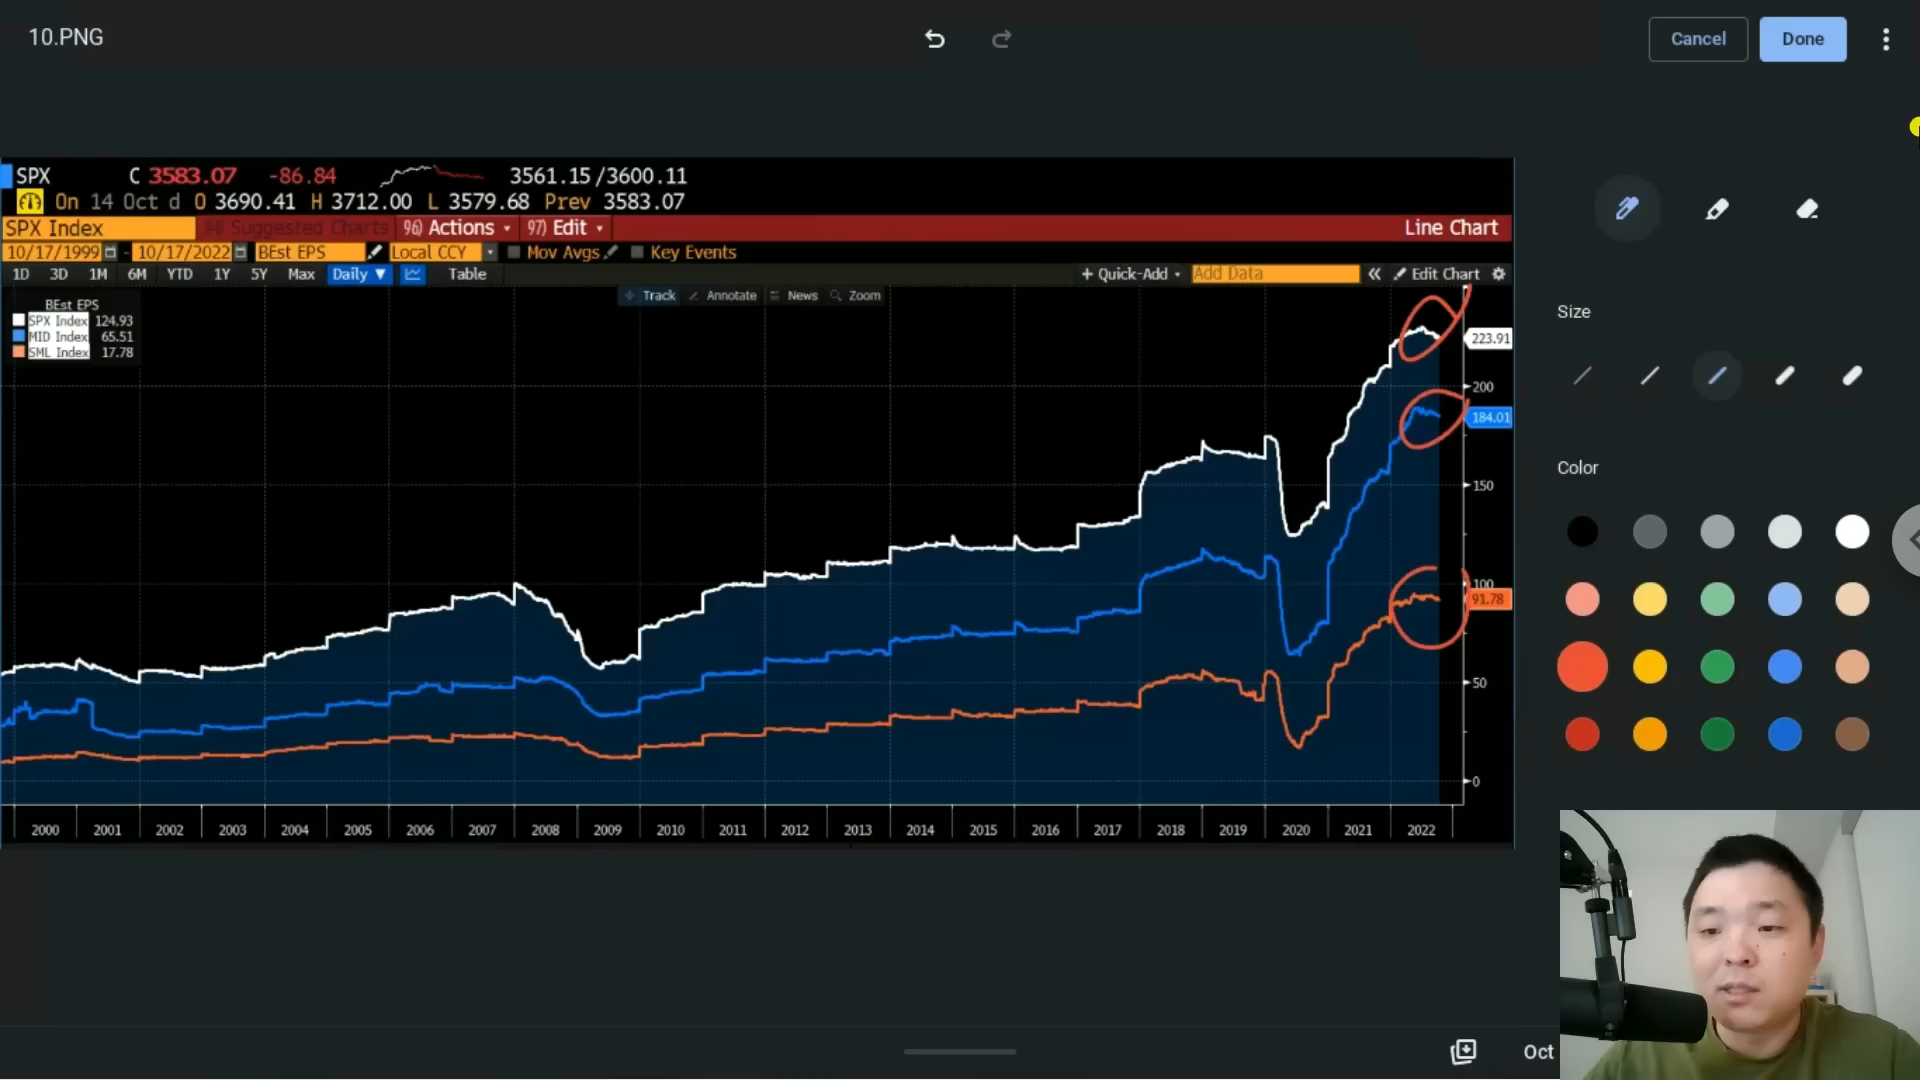 10.PNG
Cancel Done
SPX C 3583.07 -86.84 3561.15/3600.11
On 14 Oct d O 3690.41 H 3712.00 L 3579.68 Prev 3583.07
SPX Index Suggested Charts 96) Actions 97) Edit Line Chart
10/17/1999 - 10/17/2022 BEst EPS Local CCY Mov Avgs Key Events
1D 3D 1M 6M YTD 1Y 5Y Max Daily ▼ Table + Quick-Add Add Data « Edit Chart
Track Annotate News Zoom
BEst EPS
SPX Index 124.93
MID Index 65.51
SML Index 17.78
223.91
200
184.01
150
100
91.78
50
0
2000 2001 2002 2003 2004 2005 2006 2007 2008 2009 2010 2011 2012 2013 2014 2015 2016 2017 2018 2019 2020 2021 2022
Size
Color
Oct